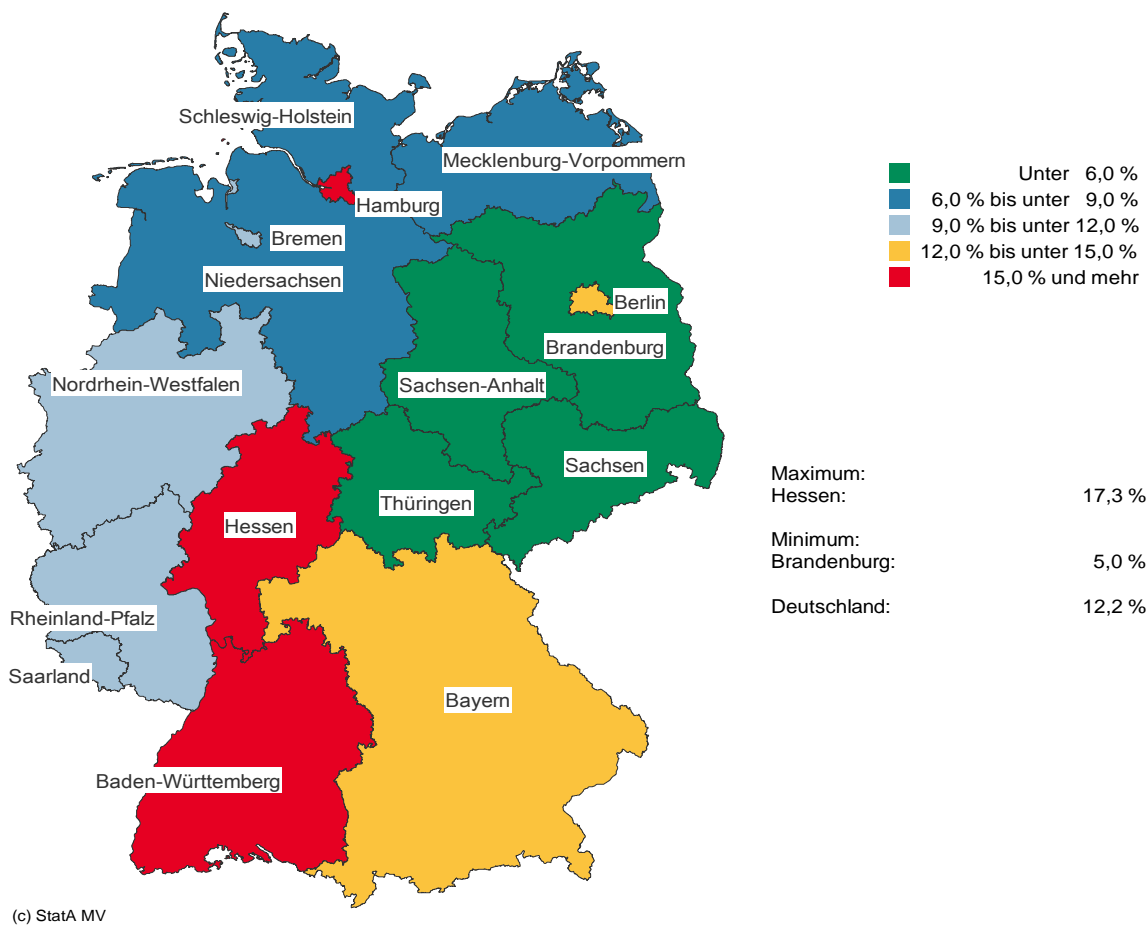 Schleswig-Holstein
Mecklenburg-Vorpommern
Hamburg
Bremen
Niedersachsen
Berlin
Brandenburg
Nordrhein-Westfalen
Sachsen-Anhalt
Sachsen
Thüringen
Hessen
Rheinland-Pfalz
Saarland
Bayern
Baden-Württemberg
Unter 6,0 %
6,0 % bis unter 9,0 %
9,0 % bis unter 12,0 %
12,0 % bis unter 15,0 %
15,0 % und mehr
Maximum:
Hessen: 17,3 %
Minimum:
Brandenburg: 5,0 %
Deutschland: 12,2 %
(c) StatA MV